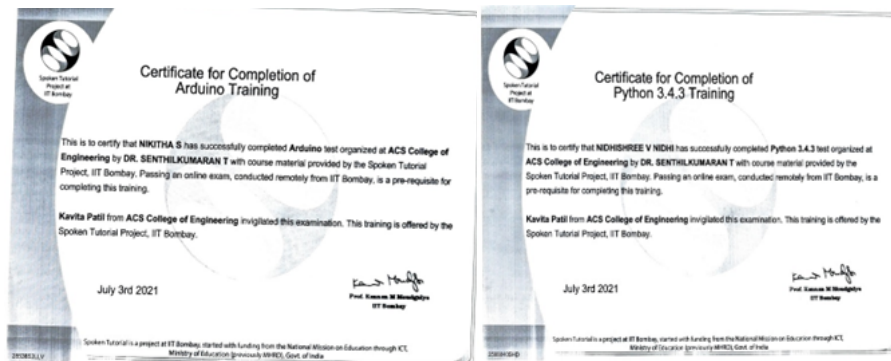 Spoken Tutorial
Project at
IIT Bombay
Certificate for Completion of
Arduino Training
This is to certify that NIKITHA S has successfully completed Arduino test organized at ACS College of
Engineering by DR. SENTHILKUMARAN T with course material provided by the Spoken Tutorial
Project, IIT Bombay. Passing an online exam, conducted remotely from IIT Bombay, is a pre-requisite for
completing this training.
Kavita Patil from ACS College of Engineering invigilated this examination. This training is offered by the
Spoken Tutorial Project, IIT Bombay.
July 3rd 2021
Prof. Kannan M Moudgalya
IIT Bombay
Spoken Tutorial is a project at IIT Bombay, started with funding from the National Mission on Education through ICT,
Ministry of Education (previously MHRD), Govt. of India
Spoken Tutorial
Project at
IIT Bombay
Certificate for Completion of
Python 3.4.3 Training
This is to certify that NIDHISHREE V NIDHI has successfully completed Python 3.4.3 test organized at
ACS College of Engineering by DR. SENTHILKUMARAN T with course material provided by the
Spoken Tutorial Project, IIT Bombay. Passing an online exam, conducted remotely from IIT Bombay, is a
pre-requisite for completing this training.
Kavita Patil from ACS College of Engineering invigilated this examination. This training is offered by the
Spoken Tutorial Project, IIT Bombay.
July 3rd 2021
Prof. Kannan M Moudgalya
IIT Bombay
Spoken Tutorial is a project at IIT Bombay, started with funding from the National Mission on Education through ICT,
Ministry of Education (previously MHRD), Govt. of India